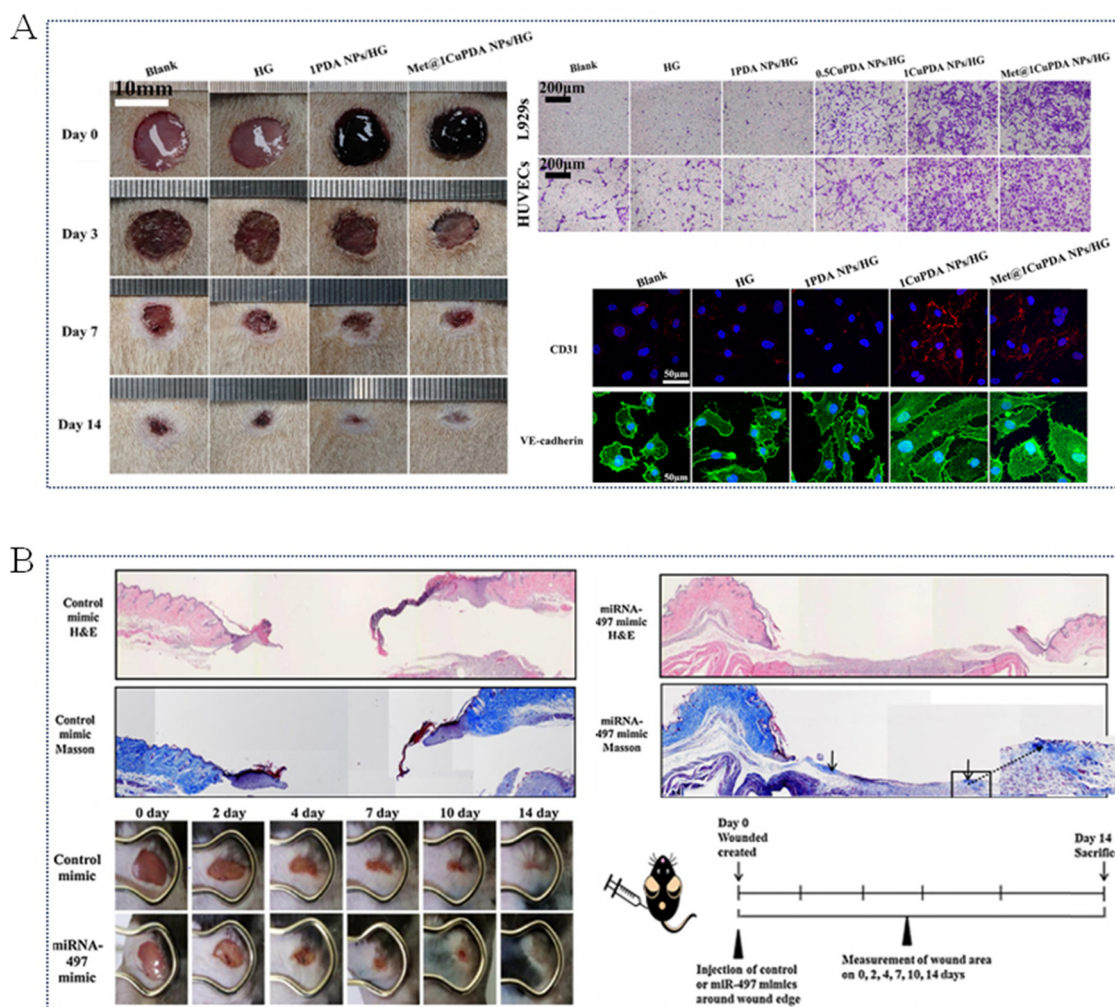 A
Blank
HG
1PDA NPs/HG
Met@1CuPDA NPs/HG
10mm
Day 0
Day 3
Day 7
Day 14
Blank
HG
1PDA NPs/HG
0.5CuPDA NPs/HG
1CuPDA NPs/HG
Met@1CuPDA NPs/HG
200μm
L929s
200μm
HUVECs
Blank
HG
1PDA NPs/HG
1CuPDA NPs/HG
Met@1CuPDA NPs/HG
CD31
50μm
VE-cadherin
50μm
B
Control
mimic
H&E
Control
mimic
Masson
miRNA-
497 mimic
H&E
miRNA-
497 mimic
Masson
0 day
2 day
4 day
7 day
10 day
14 day
Control
mimic
miRNA-
497
mimic
Day 0
Wounded
created
Day 14
Sacrifice
Injection of control
or miR-497 mimics
around wound edge
Measurement of wound area
on 0, 2, 4, 7, 10, 14 days